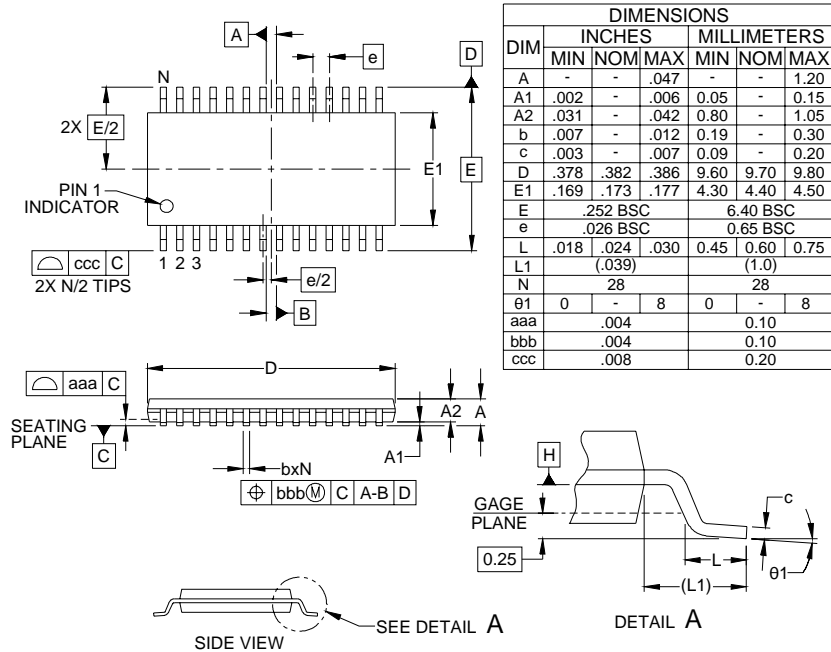 A
e
D
N
2X E/2
E1
E
PIN 1
INDICATOR
1 2 3
ccc C
2X N/2 TIPS
e/2
B
D
aaa C
A2 A
SEATING
PLANE
C
A1
bxN
bbb Ⓜ C A-B D
SIDE VIEW
SEE DETAIL A
H
GAGE
PLANE
0.25
c
L
(L1)
θ1
DETAIL A
DIMENSIONS
DIM INCHES MILLIMETERS
MIN NOM MAX MIN NOM MAX
A - - .047 - - 1.20
A1 .002 - .006 0.05 - 0.15
A2 .031 - .042 0.80 - 1.05
b .007 - .012 0.19 - 0.30
c .003 - .007 0.09 - 0.20
D .378 .382 .386 9.60 9.70 9.80
E1 .169 .173 .177 4.30 4.40 4.50
E .252 BSC 6.40 BSC
e .026 BSC 0.65 BSC
L .018 .024 .030 0.45 0.60 0.75
L1 (.039) (1.0)
N 28 28
θ1 0 - 8 0 - 8
aaa .004 0.10
bbb .004 0.10
ccc .008 0.20